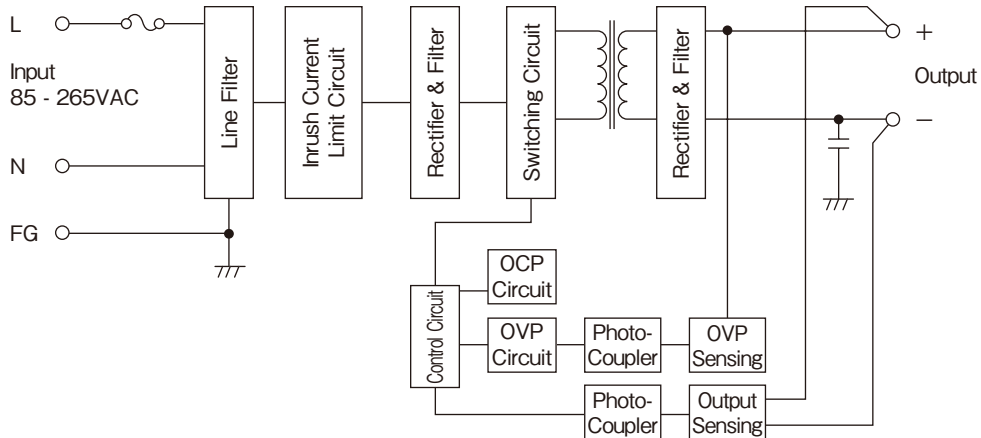 L
Input
85 - 265VAC
N
FG
Line Filter
Inrush Current
Limit Circuit
Rectifier & Filter
Switching Circuit
Rectifier & Filter
+
Output
−
Control Circuit
OCP
Circuit
OVP
Circuit
Photo-
Coupler
OVP
Sensing
Photo-
Coupler
Output
Sensing